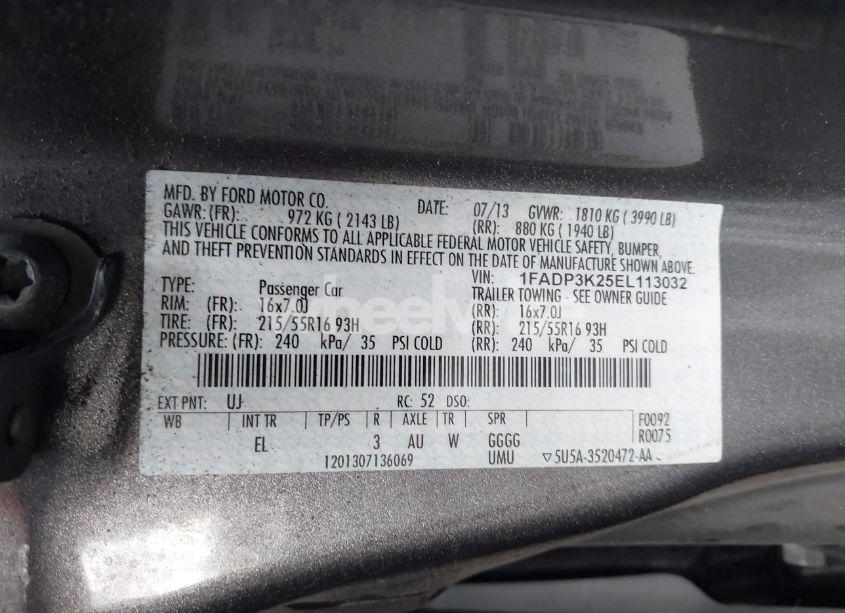 MFD. BY FORD MOTOR CO. DATE: 07/13 GVWR: 1810 KG ( 3990 LB)
GAWR: (FR): 972 KG ( 2143 LB) (RR): 880 KG ( 1940 LB)
THIS VEHICLE CONFORMS TO ALL APPLICABLE FEDERAL MOTOR VEHICLE SAFETY, BUMPER,
AND THEFT PREVENTION STANDARDS IN EFFECT ON THE DATE OF MANUFACTURE SHOWN ABOVE.
VIN: 1FADP3K25EL113032
TYPE: Passenger Car TRAILER TOWING - SEE OWNER GUIDE
RIM: (FR): 16x7.0J (RR): 16x7.0J
TIRE: (FR): 215/55R16 93H (RR): 215/55R16 93H
PRESSURE: (FR): 240 kPa/ 35 PSI COLD (RR): 240 kPa/ 35 PSI COLD
EXT PNT: UJ RC: 52 DSO:
WB INT TR TP/PS R AXLE TR SPR F0092
EL 3 AU W GGGG R0075
1201307136069 UMU ▽5U5A-3520472-AA